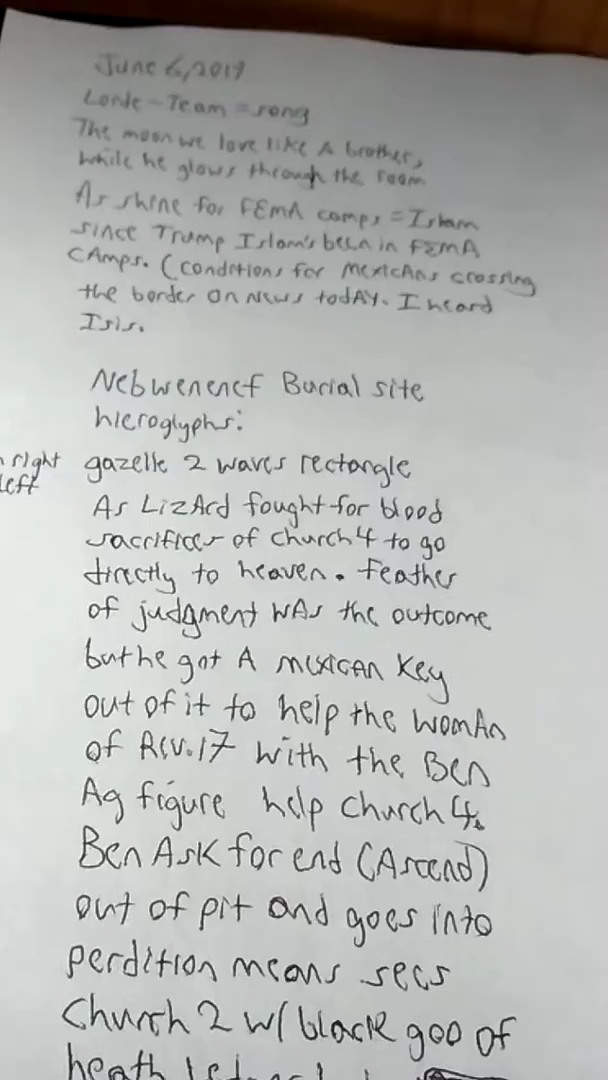 June 6, 2019
Lorde - Team = song
The moon we love like A brother,
while he glows through the room
As shine for FEMA camps = Islam
since Trump Islam's been in FEMA
CAmps. (conditions for mexicAns crossing
the border on News todAY. I heard
Isis.
Nebwenenef Burial site
hieroglyphs:
right gazelle 2 waves rectangle
left
As LizArd fought for blood
sacrifices of church 4 to go
directly to heaven. Feather
of judgment WAs the outcome
but he got A mexicAn Key
out of it to help the WomAn
of Rev. 17 with the Ben
Ag figure help church 4.
Ben Ask for end (Ascend)
out of pit and goes into
perdition means sees
Church 2 w/ black goo of
heath